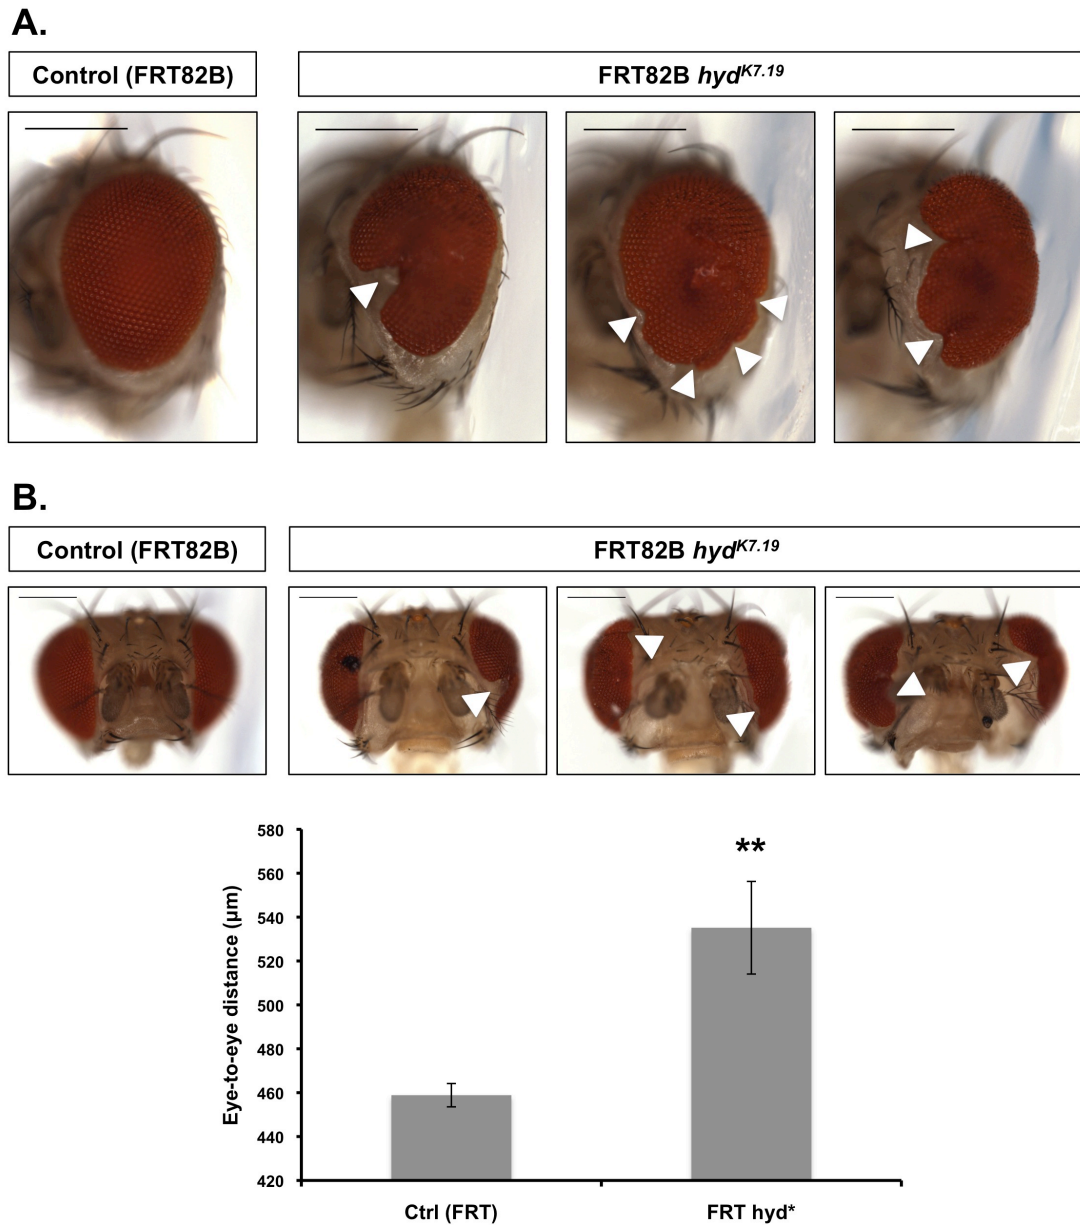 A.
Control (FRT82B)
FRT82B hydK7.19
B.
Control (FRT82B)
FRT82B hydK7.19
Eye-to-eye distance (µm)
580
560
540
520
500
480
460
440
420
**
Ctrl (FRT)
FRT hyd*